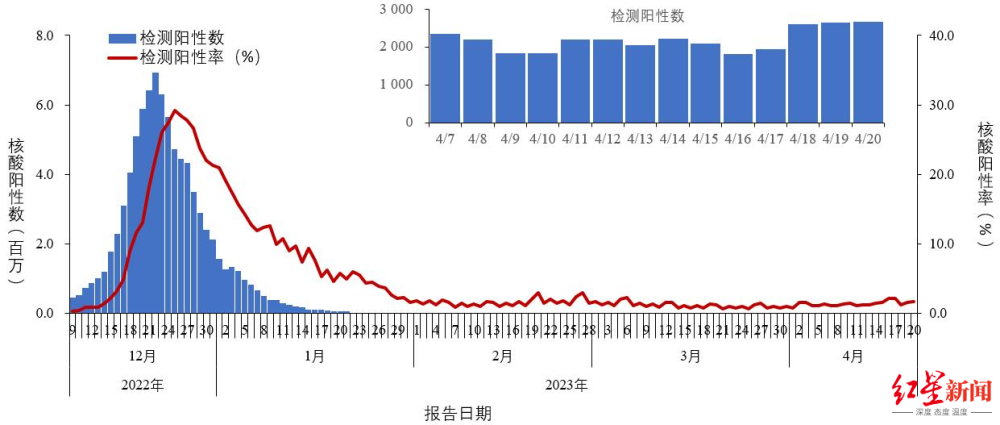 检测阳性数
3 000
2 000
1 000
0
4/7 4/8 4/9 4/10 4/11 4/12 4/13 4/14 4/15 4/16 4/17 4/18 4/19 4/20
检测阳性数
检测阳性率（%）
核酸阳性数（百万）
8.0
6.0
4.0
2.0
0.0
核酸阳性率（%）
40.0
30.0
20.0
10.0
0.0
9 12 15 18 21 24 27 30 2 5 8 11 14 17 20 23 26 29 1 4 7 10 13 16 19 22 25 28 3 6 9 12 15 18 21 24 27 30 2 5 8 11 14 17 20
12月 1月 2月 3月 4月
2022年 2023年
报告日期
红星新闻
深度 态度 温度